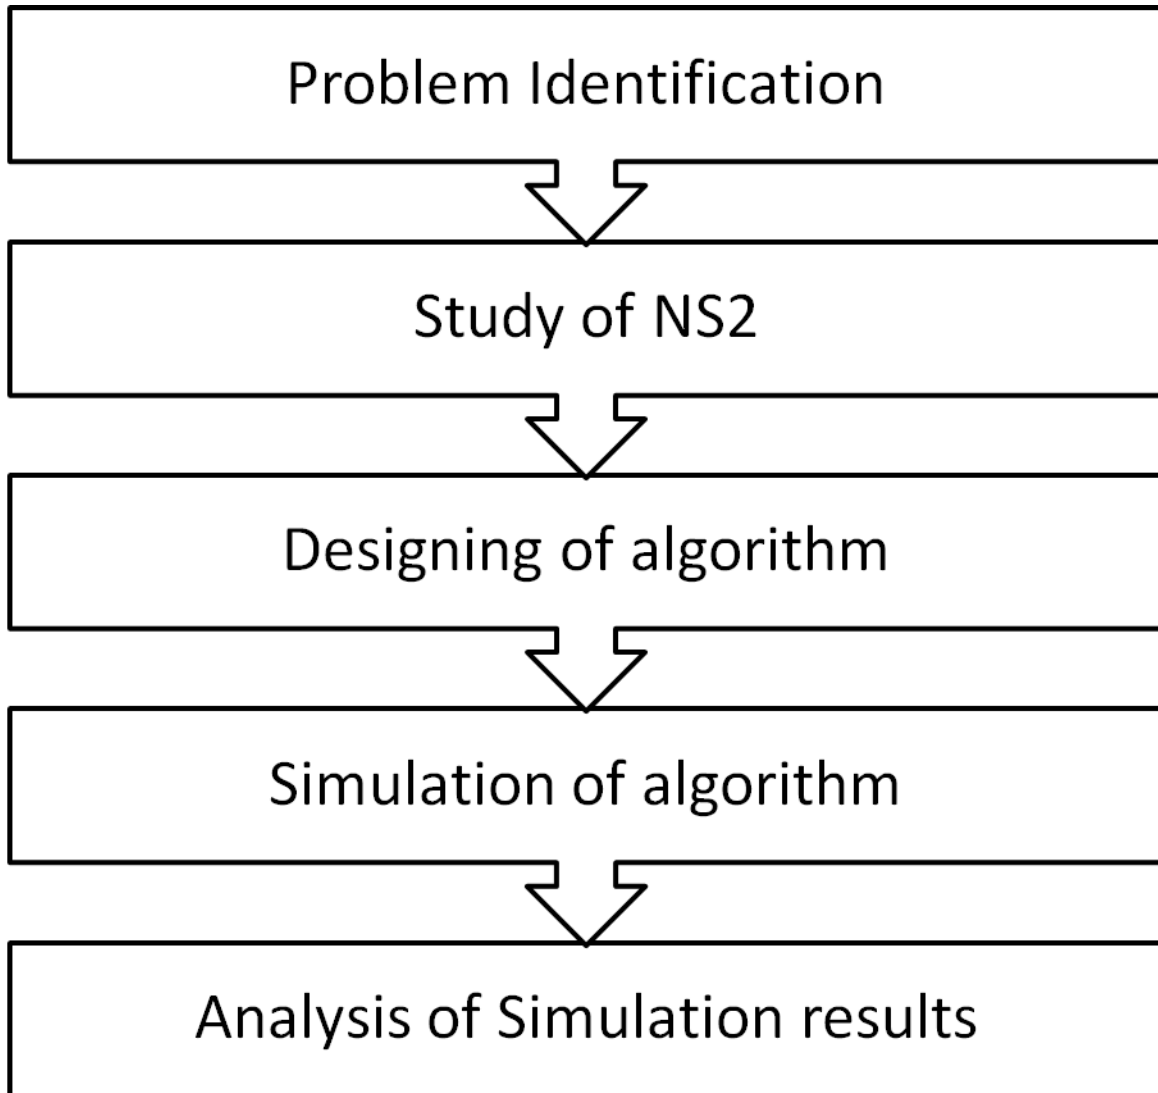 Problem Identification
Study of NS2
Designing of algorithm
Simulation of algorithm
Analysis of Simulation results